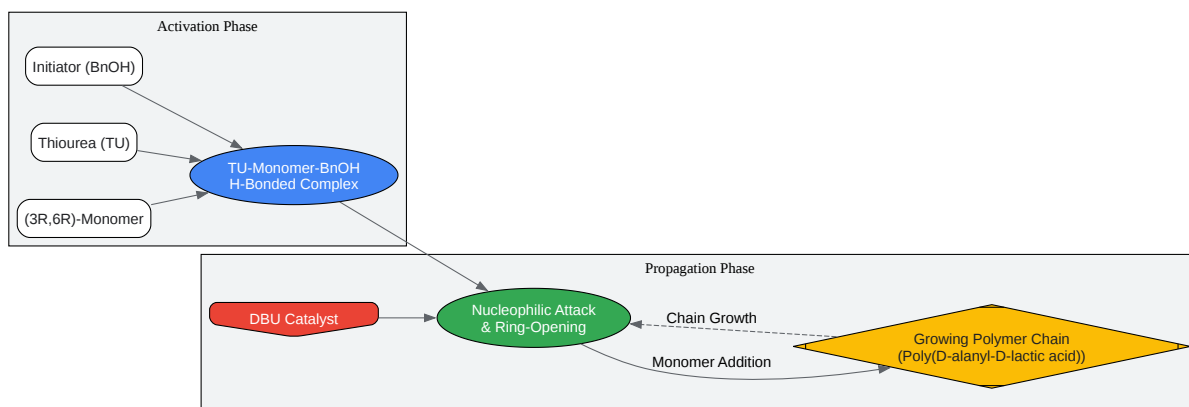 Activation Phase
Initiator (BnOH)
Thiourea (TU)
(3R,6R)-Monomer
TU-Monomer-BnOH
H-Bonded Complex
Propagation Phase
DBU Catalyst
Nucleophilic Attack
& Ring-Opening
Chain Growth
Monomer Addition
Growing Polymer Chain
(Poly(D-alanyl-D-lactic acid))